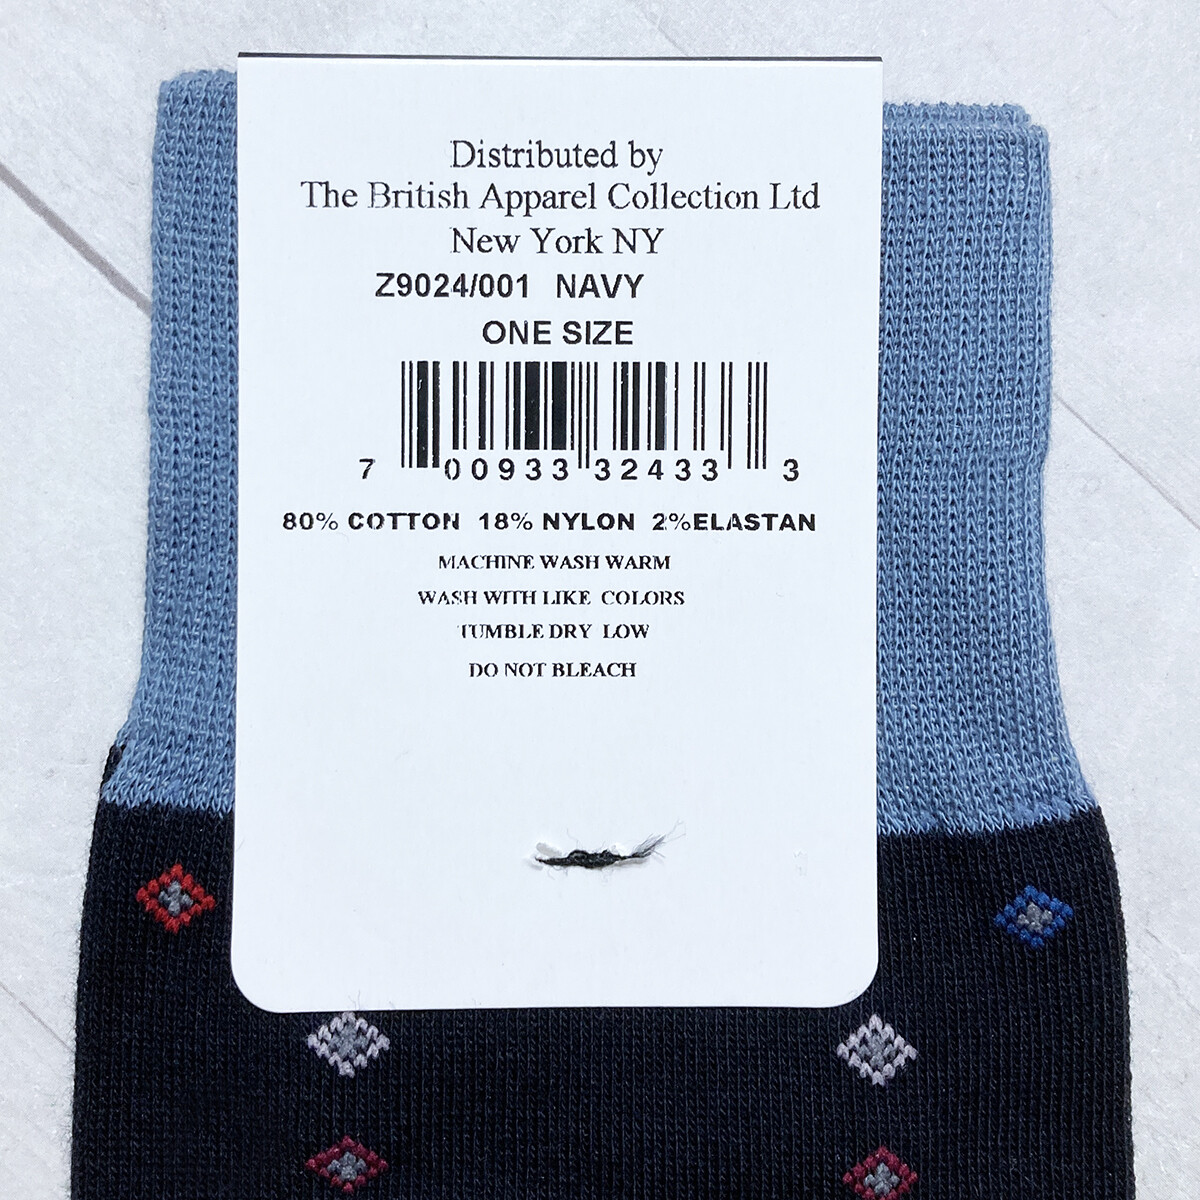 Distributed by
The British Apparel Collection Ltd
New York NY
Z9024/001 NAVY
ONE SIZE
7 00933 32433 3
80% COTTON 18% NYLON 2%ELASTAN
MACHINE WASH WARM
WASH WITH LIKE COLORS
TUMBLE DRY LOW
DO NOT BLEACH